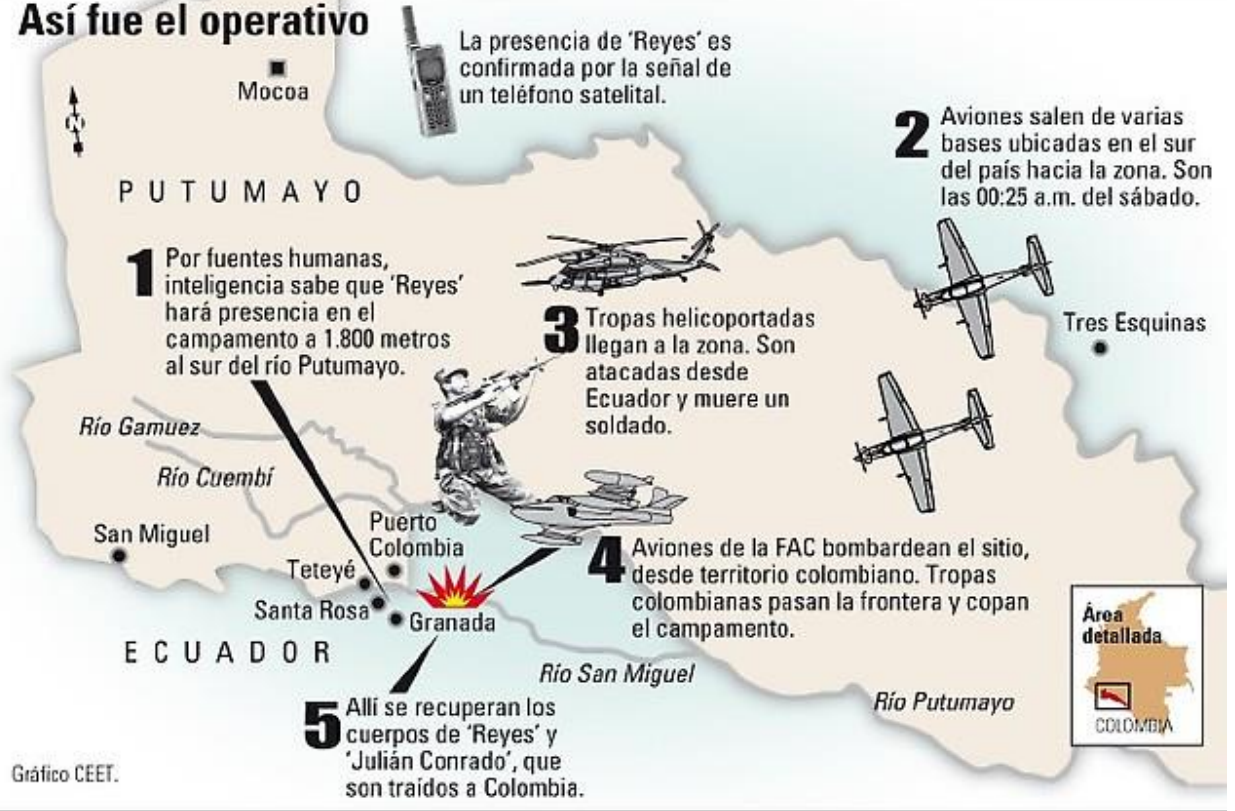 Así fue el operativo
La presencia de 'Reyes' es
confirmada por la señal de
un teléfono satelital.
Mocoa
N
PUTUMAYO
2 Aviones salen de varias
bases ubicadas en el sur
del país hacia la zona. Son
las 00:25 a.m. del sábado.
1 Por fuentes humanas,
inteligencia sabe que 'Reyes'
hará presencia en el
campamento a 1.800 metros
al sur del río Putumayo.
3 Tropas helicoportadas
llegan a la zona. Son
atacadas desde
Ecuador y muere un
soldado.
Tres Esquinas
Río Gamuez
Río Cuembí
San Miguel
Puerto
Colombia
Teteyé
Santa Rosa
Granada
ECUADOR
4 Aviones de la FAC bombardean el sitio,
desde territorio colombiano. Tropas
colombianas pasan la frontera y copan
el campamento.
Río San Miguel
Río Putumayo
Área
detallada
COLOMBIA
5 Allí se recuperan los
cuerpos de 'Reyes' y
'Julián Conrado', que
son traídos a Colombia.
Gráfico CEET.